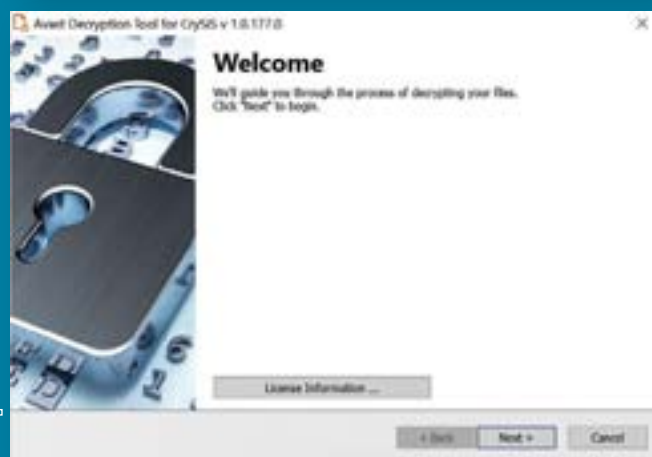 Avast Decryption Tool for CrySiS v 1.0.177.0
Welcome
We'll guide you through the process of decrypting your files.
Click "Next" to begin.
License Information ...
< Back
Next >
Cancel